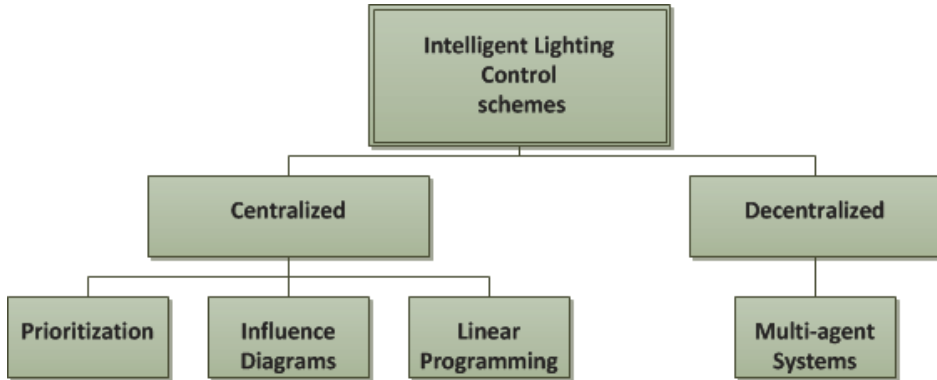 Intelligent Lighting
Control
schemes
Centralized
Decentralized
Prioritization
Influence
Diagrams
Linear
Programming
Multi-agent
Systems